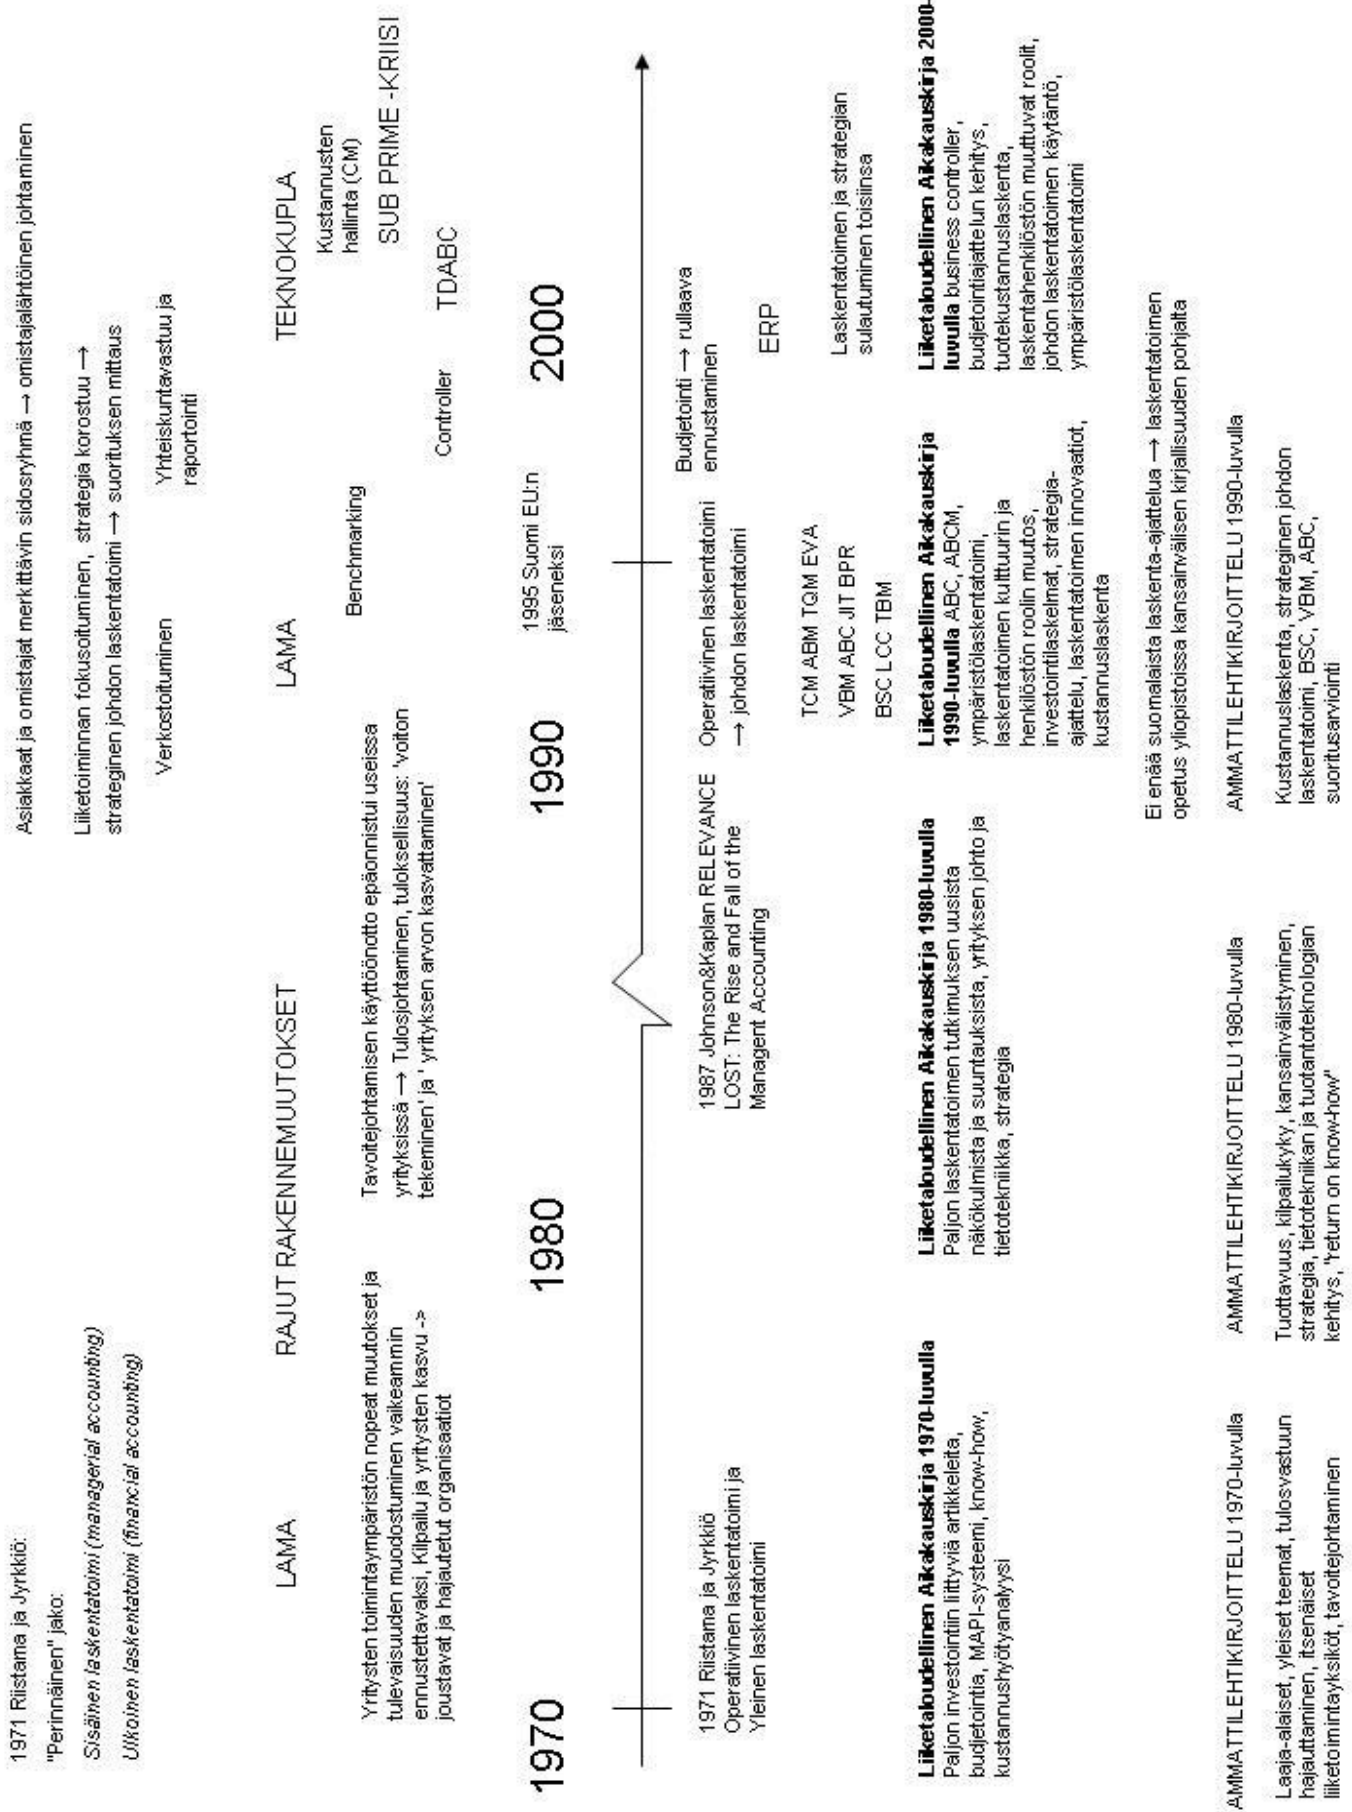 1971 Riistama ja Jyrkiö:
"Perinnäinen" jako:
Sisäinen laskentatoimi (managerial accounting)
Ulkoinen laskentatoimi (financial accounting)
Asiakkaat ja omistajat merkittävin sidosryhmä → omistajalähtöinen johtaminen
Liiketoiminnan fokusoituminen, strategia korostuu →
strateginen johdon laskentatoimi → suorituksen mittaus
Verkostoituminen
Yhteiskuntavastuu ja
raportointi
LAMA
RAJUT RAKENNEMUUTOKSET
LAMA
TEKNOKUPLA
Yritysten toimintaympäristön nopeat muutokset ja
tulevaisuuden muodostuminen vaikeammin
ennustettavaksi, Kilpailu ja yritysten kasvu ->
joustavat ja hajautetut organisaatiot
Tavoitejohtamisen käyttöönotto epäonnistui useissa
yrityksissä → Tulosjohtaminen, tuloksellisuus: 'voiton
tekeminen' ja ' yrityksen arvon kasvattaminen'
Benchmarking
Kustannusten
hallinta (CM)
SUB PRIME -KRIISI
Controller
TDABC
1970
1980
1990
1995 Suomi EU:n
jäseneksi
2000
1971 Riistama ja Jyrkiö
Operatiivinen laskentatoimi ja
Yleinen laskentatoimi
1987 Johnson&Kaplan RELEVANCE
LOST: The Rise and Fall of the
Managent Accounting
Operatiivinen laskentatoimi
→ johdon laskentatoimi
Budjetointi → rullaava
ennustaminen
TCM ABM TQM EVA
VBM ABC JIT BPR
BSC LCC TBM
ERP
Laskentatoimen ja strategian
sulautuminen toisiinsa
Liiketaloudellinen Aikakauskirja 1970-luvulla
Paljon investointiin liittyviä artikkeleita,
budjetointia, MAPI-systeemi, know-how,
kustannushyötyanalyysi
Liiketaloudellinen Aikakauskirja 1980-luvulla
Paljon laskentatoimen tutkimuksen uusista
näkökulmista ja suuntauksista, yrityksen johto ja
tietotekniikka, strategia
Liiketaloudellinen Aikakauskirja
1990-luvulla ABC, ABCM,
ympäristölaskentatoimi,
laskentatoimen kulttuurin ja
henkilöstön roolin muutos,
investointilaskelmat, strategia-
ajattelu, laskentatoimen innovaatiot,
kustannuslaskenta
Liiketaloudellinen Aikakauskirja 2000-
luvulla business controller,
budjetointiajattelun kehitys,
tuotekustannuslaskenta,
laskentahenkilöstön muuttuvat roolit,
johdon laskentatoimen käytäntö,
ympäristölaskentatoimi
Ei enää suomalaista laskenta-ajattelua → laskentatoimen
opetus yliopistoissa kansainvälisen kirjallisuuden pohjalta
AMMATTILEHTIKIRJOITTELU 1970-luvulla
Laaja-alaiset, yleiset teemat, tulosvastuun
hajauttaminen, itsenäiset
liiketoimintayksiköt, tavoitejohtaminen
AMMATTILEHTIKIRJOITTELU 1980-luvulla
Tuottavuus, kilpailukyky, kansainvälistyminen,
strategia, tietotekniikan ja tuotantoteknologian
kehitys, "return on know-how"
AMMATTILEHTIKIRJOITTELU 1990-luvulla
Kustannuslaskenta, strateginen johdon
laskentatoimi, BSC, VBM, ABC,
suoritusarviointi